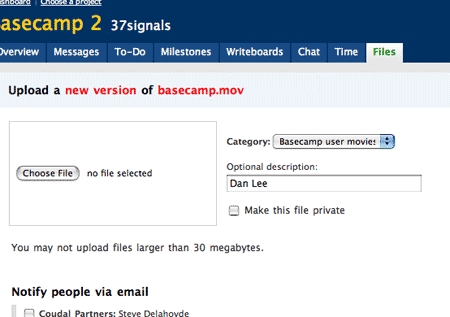 shboard | Choose a project
asecamp 2 37signals
Overview Messages To-Do Milestones Writeboards Chat Time Files
Upload a new version of basecamp.mov
Category: Basecamp user movies
Choose File no file selected
Optional description:
Dan Lee
Make this file private
You may not upload files larger than 30 megabytes.
Notify people via email
Coudal Partners: Steve Delahoyde